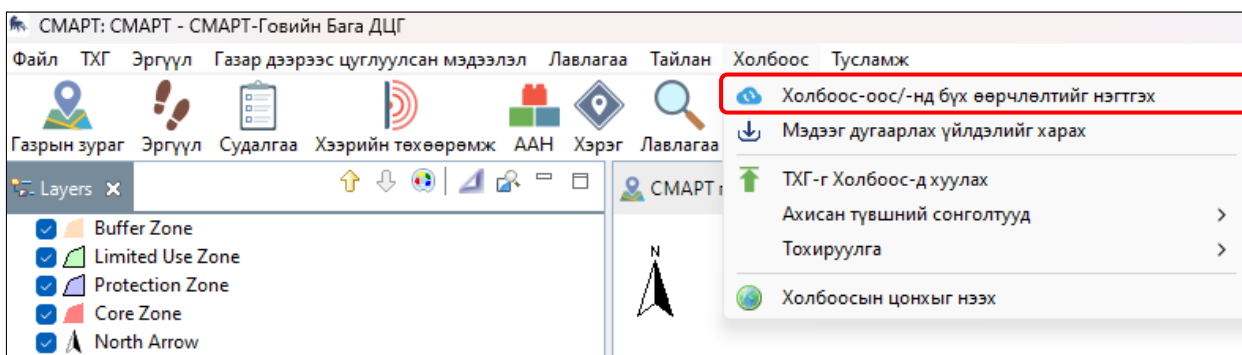 СМАРТ: СМАРТ - СМАРТ-Говийн Бага ДЦГ
Файл ТХГ Эргүүл Газар дээрээс цуглуулсан мэдээлэл Лавлагаа Тайлан Холбоос Тусламж
Газрын зураг Эргүүл Судалгаа Хээрийн төхөөрөмж ААН Хэрэг Лавлагаа
Холбоос-оос/-нд бүх өөрчлөлтийг нэгтгэх
Мэдээг дугаарлах үйлдэлийг харах
ТХГ-г Холбоос-д хуулах
Ахисан түвшний сонголтууд
Тохируулга
Холбоосын цонхыг нээх
Layers
СМАРТ
Buffer Zone
Limited Use Zone
Protection Zone
Core Zone
North Arrow
N